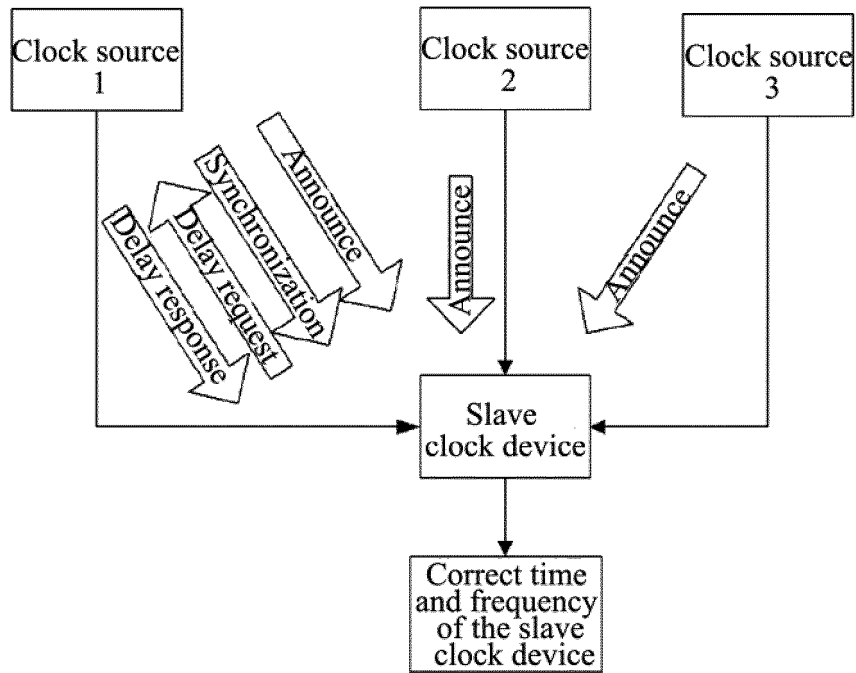 Clock source
1
Clock source
2
Clock source
3
Announce
Synchronization
Delay request
Delay response
Announce
Announce
Slave
clock device
Correct time
and frequency
of the slave
clock device